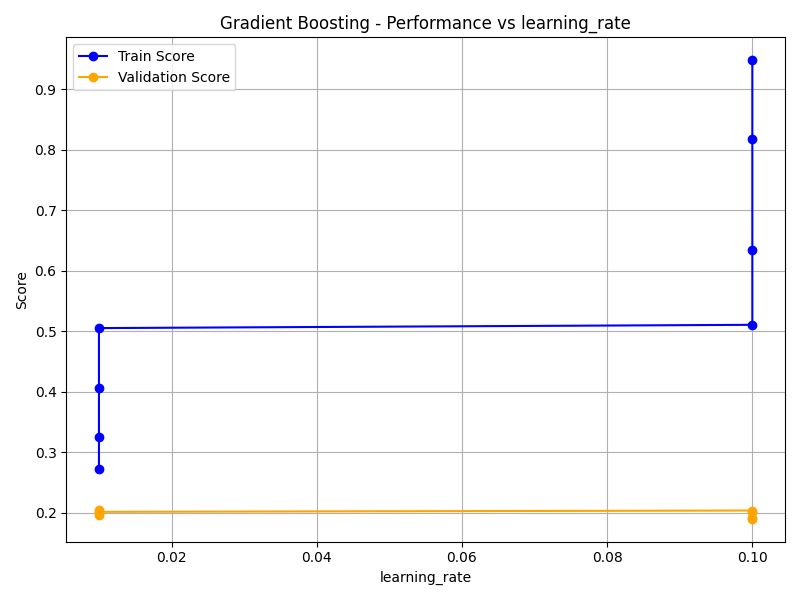 Gradient Boosting - Performance vs learning_rate
Train Score
Validation Score
Score
0.9
0.8
0.7
0.6
0.5
0.4
0.3
0.2
0.02
0.04
0.06
0.08
0.10
learning_rate